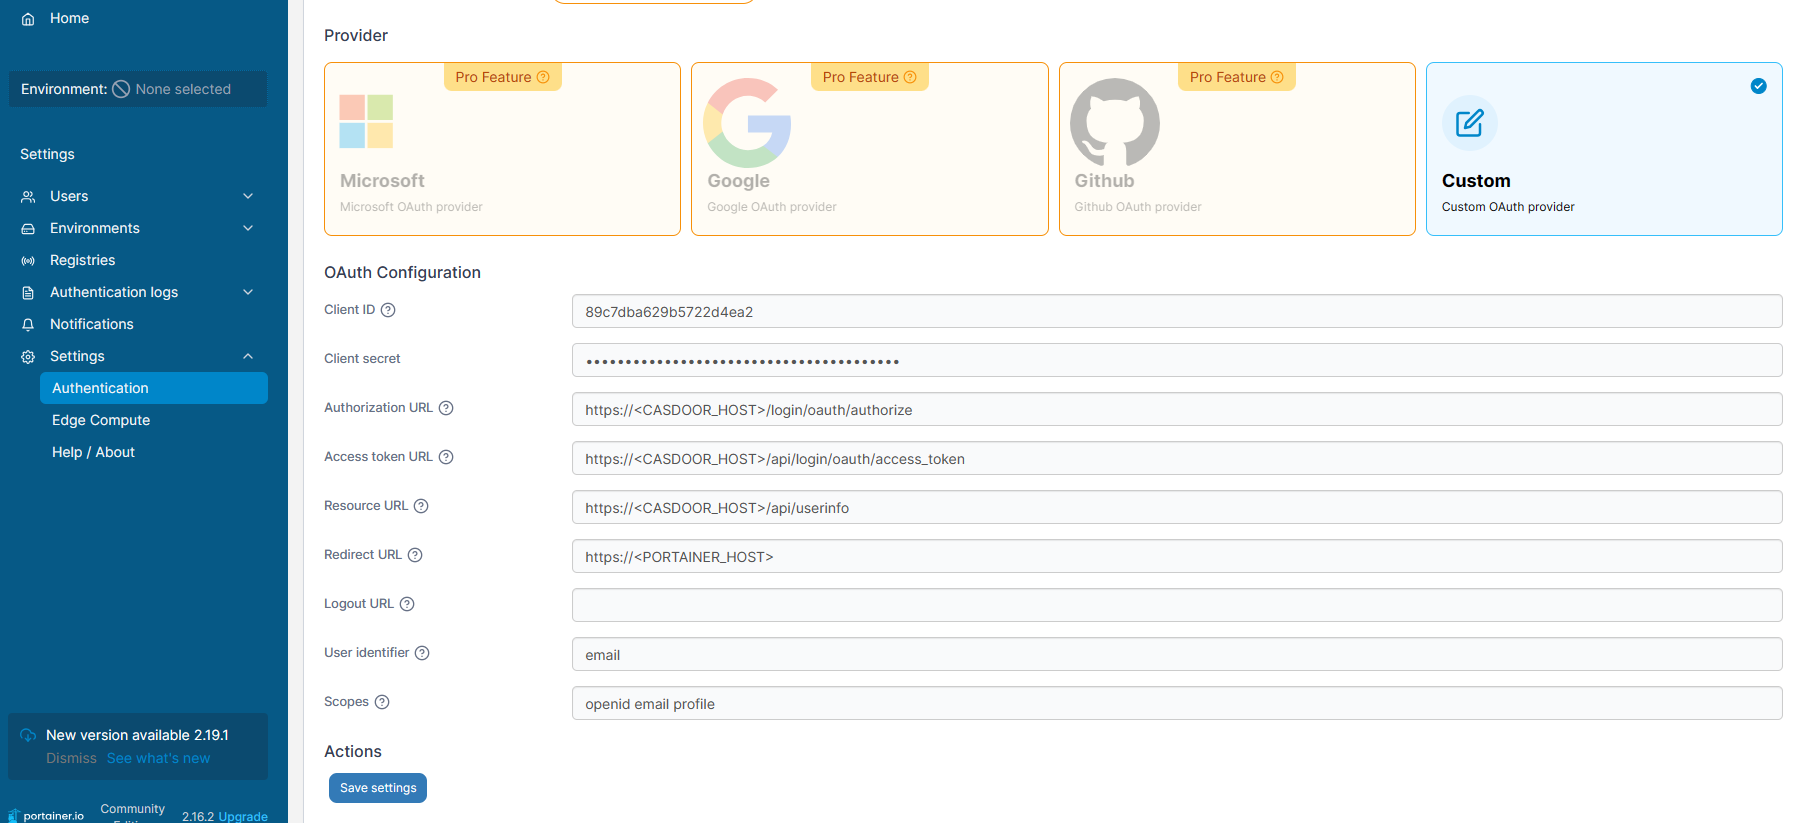 Home
Environment: None selected
Settings
Users
Environments
Registries
Authentication logs
Notifications
Settings
Authentication
Edge Compute
Help / About
New version available 2.19.1
Dismiss See what's new
portainer.io Community 2.16.2 Upgrade
Provider
Pro Feature
Microsoft
Microsoft OAuth provider
Pro Feature
Google
Google OAuth provider
Pro Feature
Github
Github OAuth provider
Custom
Custom OAuth provider
OAuth Configuration
Client ID 89c7dba629b5722d4ea2
Client secret ••••••••••••••••••••••••••••••••••••••••
Authorization URL https://<CASDOOR_HOST>/login/oauth/authorize
Access token URL https://<CASDOOR_HOST>/api/login/oauth/access_token
Resource URL https://<CASDOOR_HOST>/api/userinfo
Redirect URL https://<PORTAINER_HOST>
Logout URL
User identifier email
Scopes openid email profile
Actions
Save settings